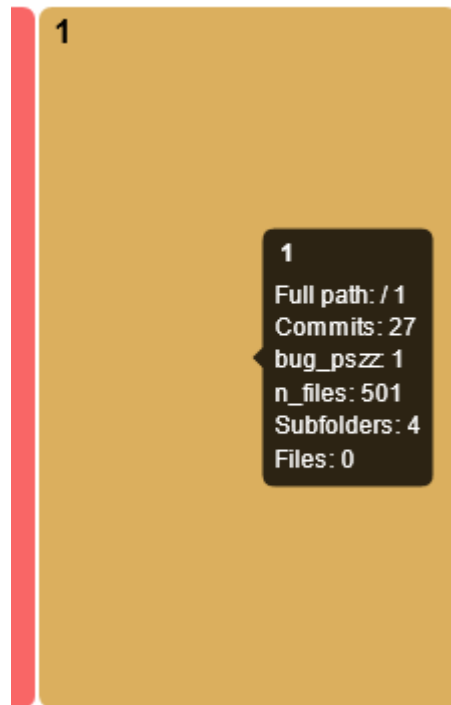 1
1
Full path: / 1
Commits: 27
bug_pszz: 1
n_files: 501
Subfolders: 4
Files: 0